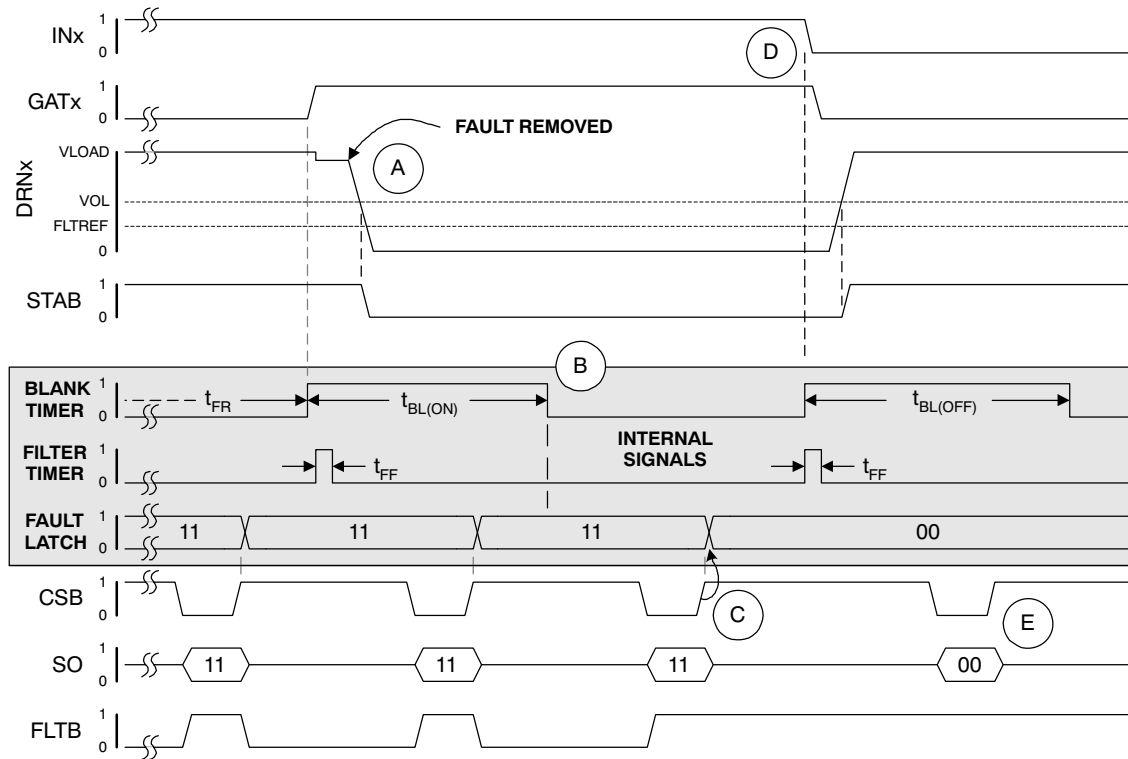 INx 1 0
D
GATx 1 0
FAULT REMOVED
A
DRNx
VLOAD
VOL
FLTREF
0
STAB 1 0
B
BLANK TIMER 1 0
tFR
tBL(ON)
tBL(OFF)
INTERNAL SIGNALS
FILTER TIMER 1 0
tFF
tFF
FAULT LATCH 1 0
11 11 11 00
CSB 1 0
C
E
SO 1 0
11 11 11 00
FLTB 1 0